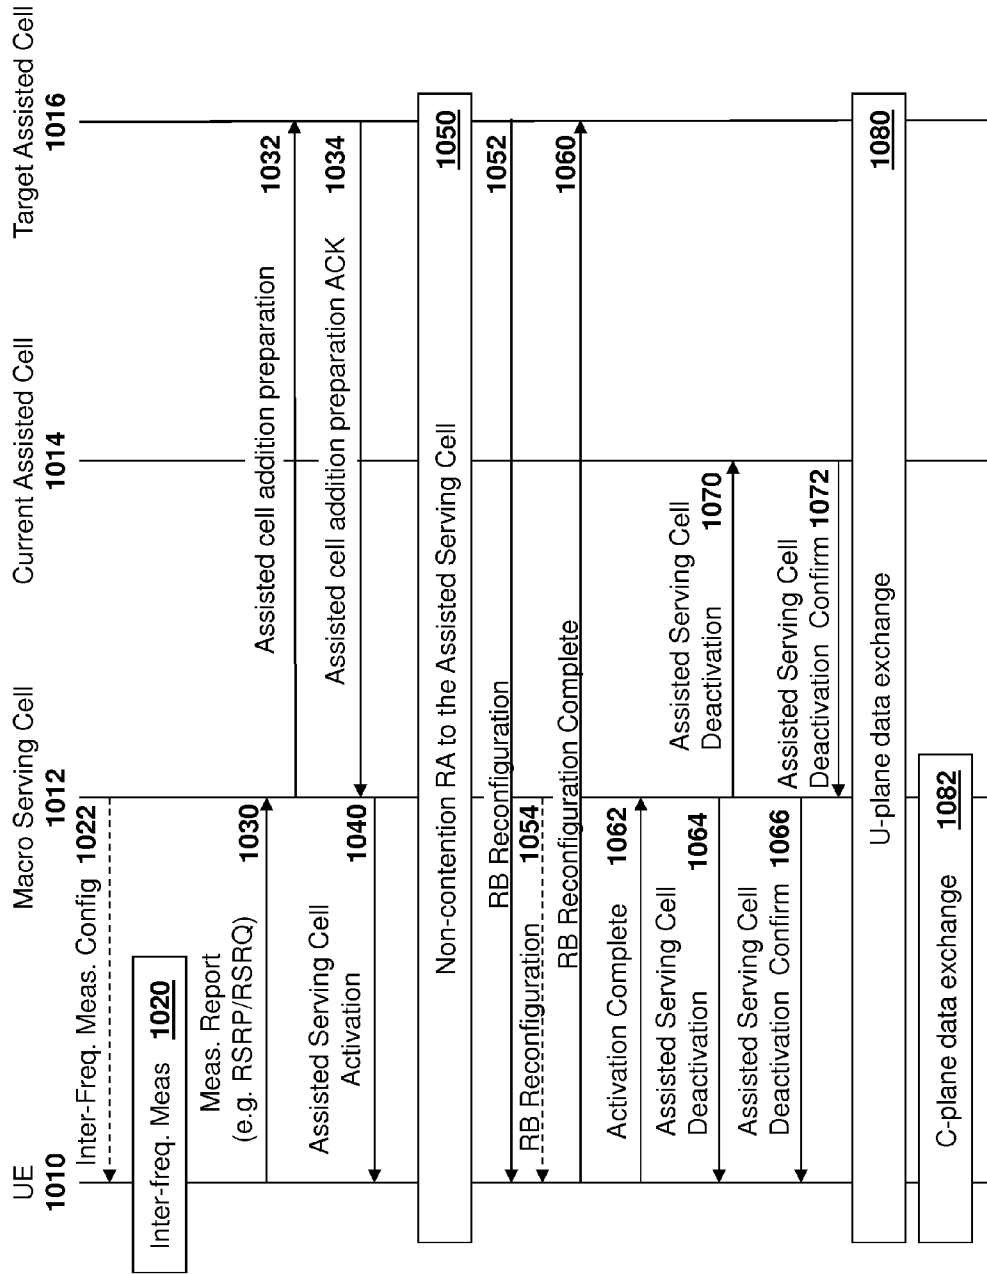 UE
1010
Macro Serving Cell
1012
Current Assisted Cell
1014
Target Assisted Cell
1016
Inter-Freq. Meas. Config 1022
Inter-freq. Meas 1020
Meas. Report
(e.g. RSRP/RSRQ)
1030
Assisted cell addition preparation
1032
Assisted cell addition preparation ACK
1034
Assisted Serving Cell
Activation
1040
Non-contention RA to the Assisted Serving Cell
1050
RB Reconfiguration
1052
RB Reconfiguration
1054
RB Reconfiguration Complete
1060
Activation Complete 1062
Assisted Serving Cell
Deactivation
1064
Assisted Serving Cell
Deactivation
1070
Assisted Serving Cell
Deactivation Confirm
1066
Assisted Serving Cell
Deactivation Confirm 1072
U-plane data exchange
1080
C-plane data exchange 1082